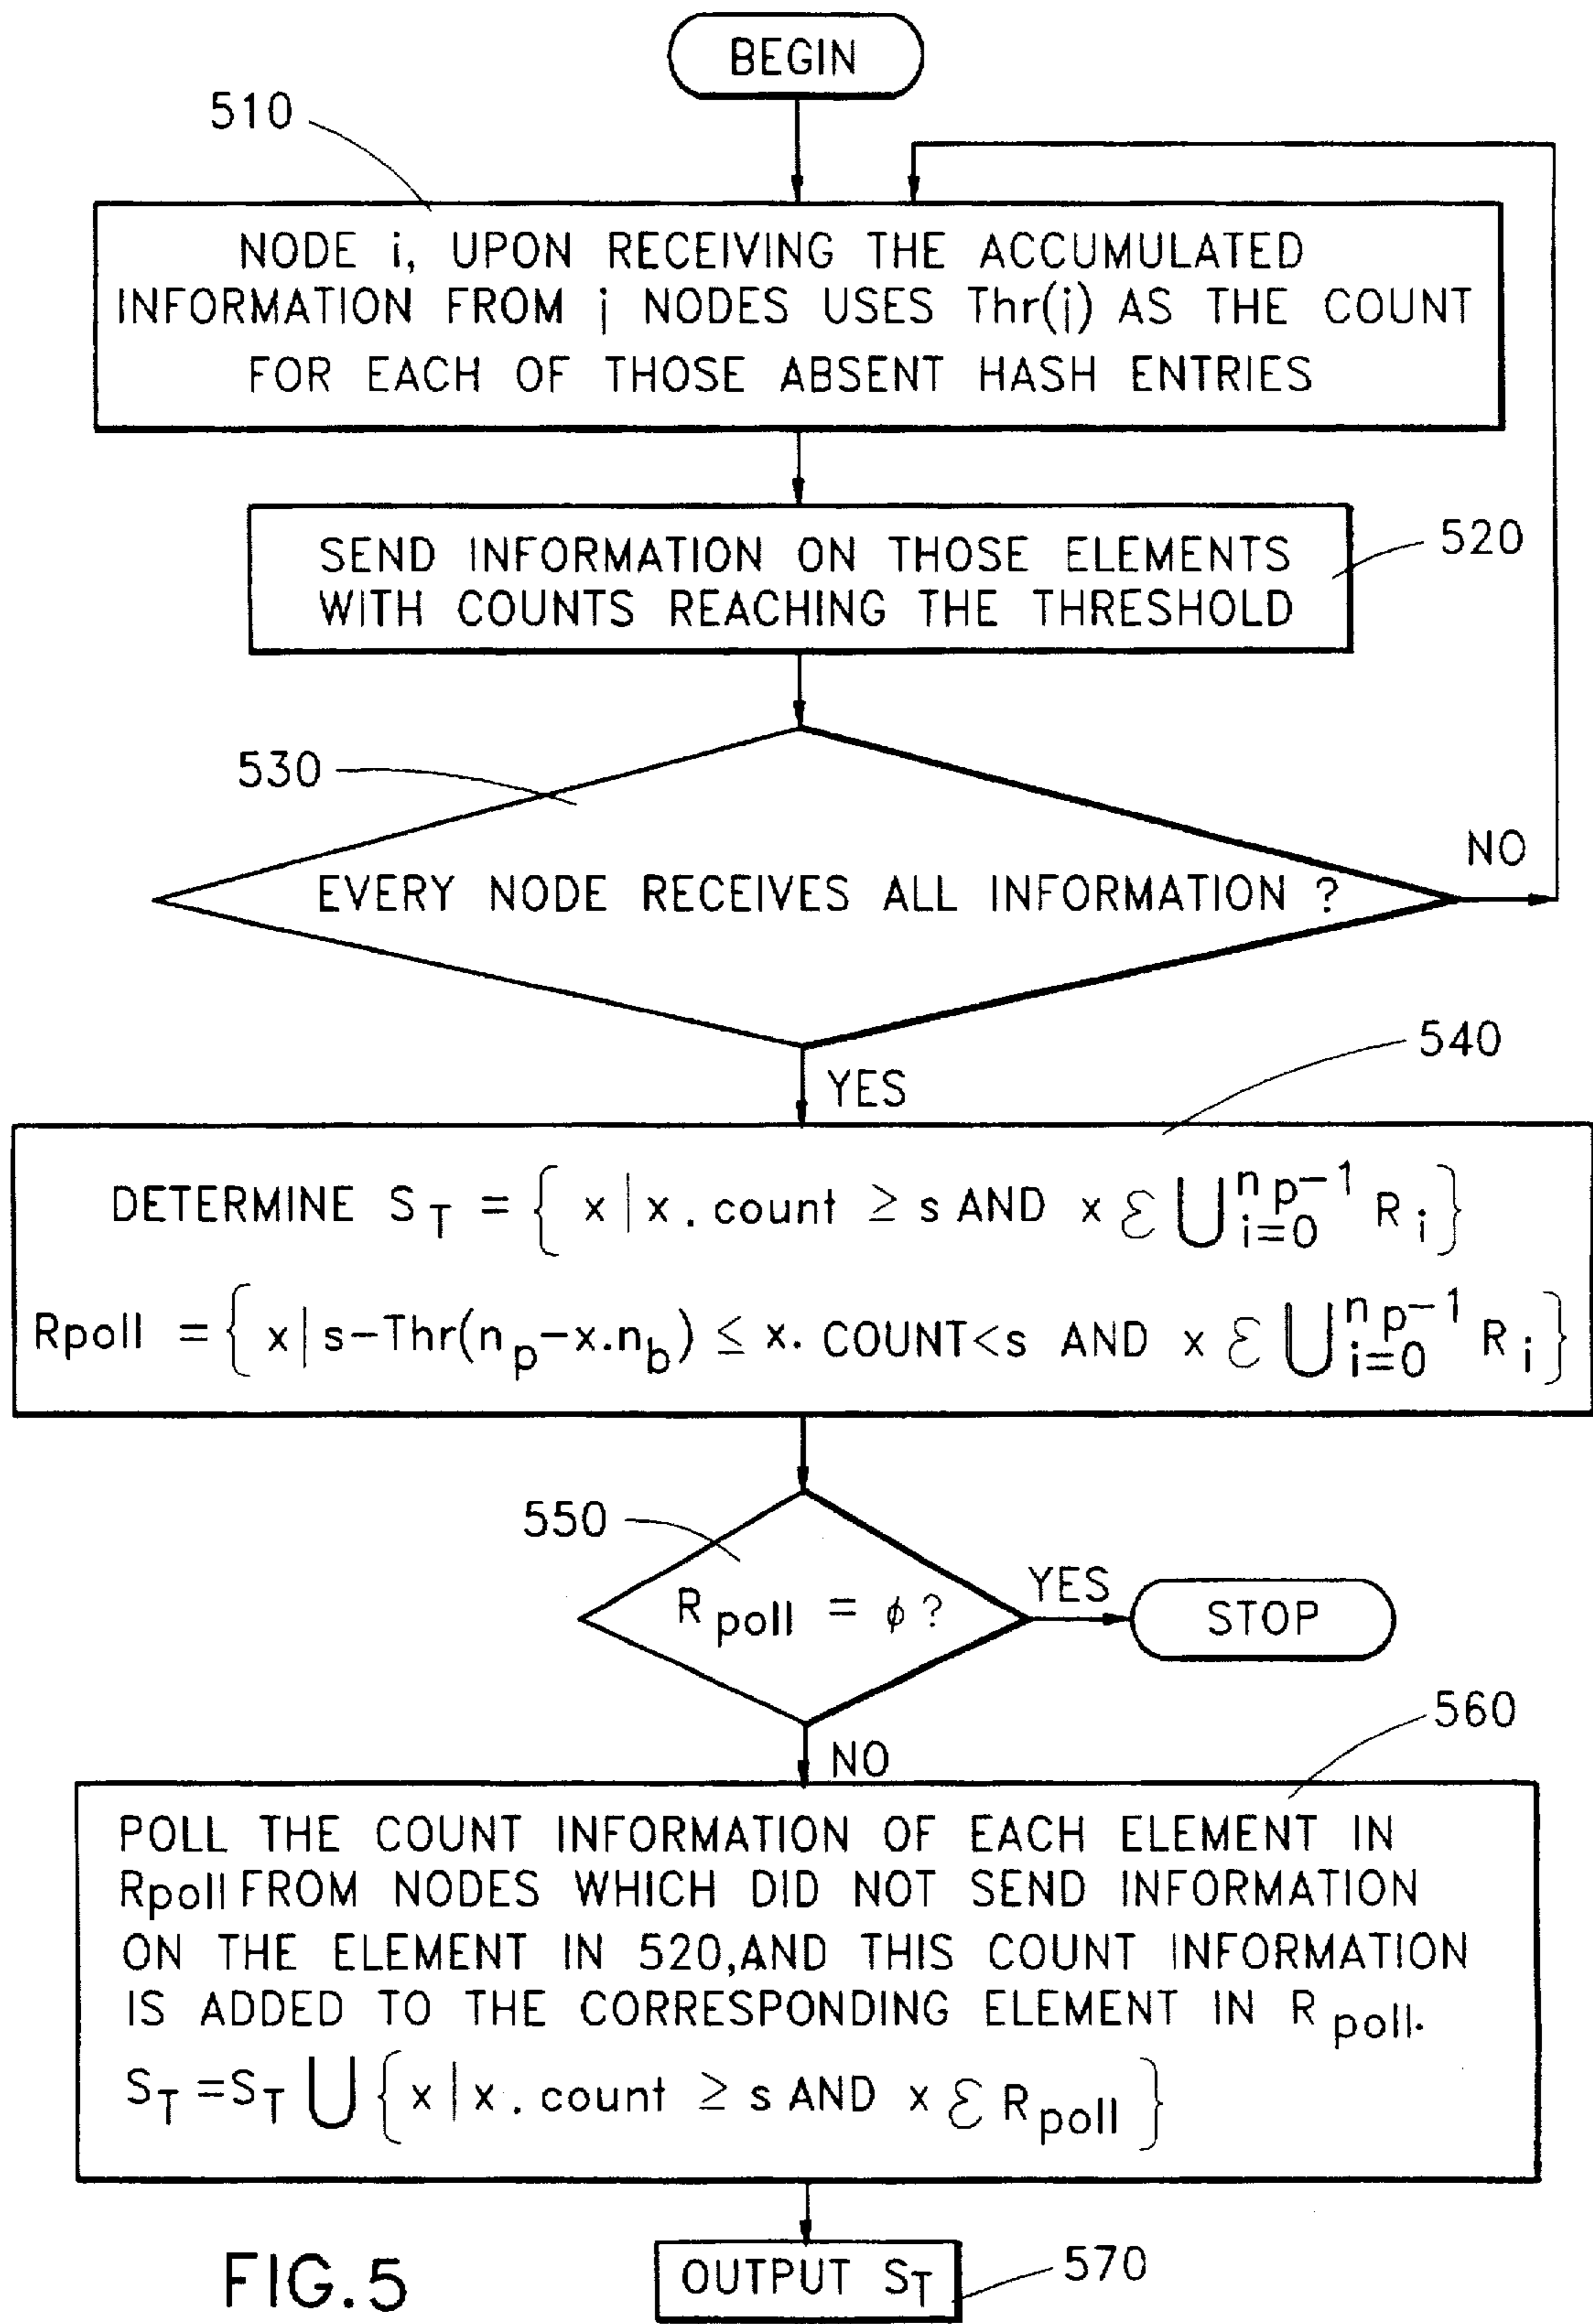 BEGIN
510
NODE i, UPON RECEIVING THE ACCUMULATED
INFORMATION FROM j NODES USES Thr(j) AS THE COUNT
FOR EACH OF THOSE ABSENT HASH ENTRIES
SEND INFORMATION ON THOSE ELEMENTS
WITH COUNTS REACHING THE THRESHOLD
520
530
EVERY NODE RECEIVES ALL INFORMATION ?
NO
YES
540
DETERMINE S_T = { x | x . count ≥ s AND x ε ⋃_{i=0}^{n_p-1} R_i }
Rpoll = { x | s-Thr(n_p-x.n_b) ≤ x. COUNT<s AND x ε ⋃_{i=0}^{n_p-1} R_i }
550
R_poll = ϕ ?
YES
STOP
NO
560
POLL THE COUNT INFORMATION OF EACH ELEMENT IN
Rpoll FROM NODES WHICH DID NOT SEND INFORMATION
ON THE ELEMENT IN 520,AND THIS COUNT INFORMATION
IS ADDED TO THE CORRESPONDING ELEMENT IN R_poll.
S_T =S_T ⋃ { x | x . count ≥ s AND x ε R_poll }
FIG.5
OUTPUT S_T
570